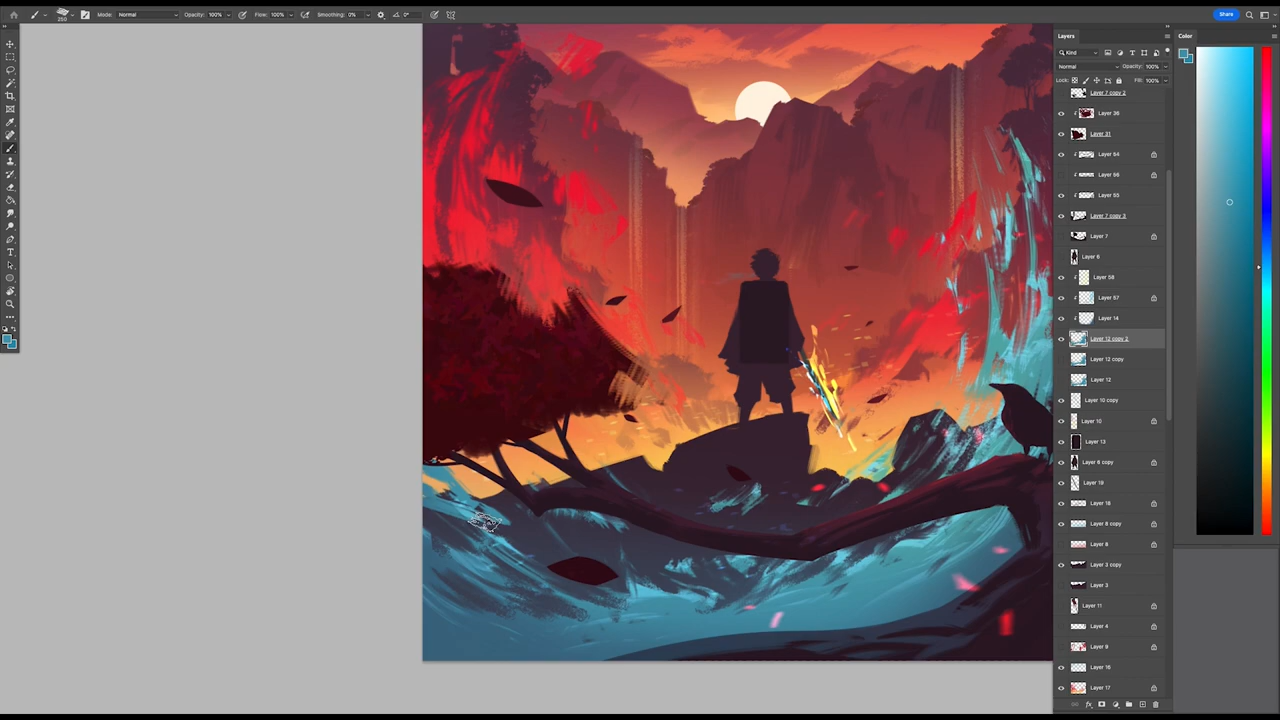 250
Mode: Normal
Opacity: 100%
Flow: 100%
Smoothing: 0%
0°
Share
Layers
Color
Kind
Normal
Opacity: 100%
Lock:
Fill: 100%
Layer 7 copy 2
Layer 36
Layer 31
Layer 54
Layer 56
Layer 55
Layer 7 copy 3
Layer 7
Layer 6
Layer 58
Layer 57
Layer 14
Layer 12 copy 2
Layer 12 copy
Layer 12
Layer 10 copy
Layer 10
Layer 13
Layer 6 copy
Layer 19
Layer 18
Layer 8 copy
Layer 8
Layer 3 copy
Layer 3
Layer 11
Layer 4
Layer 9
Layer 16
Layer 17